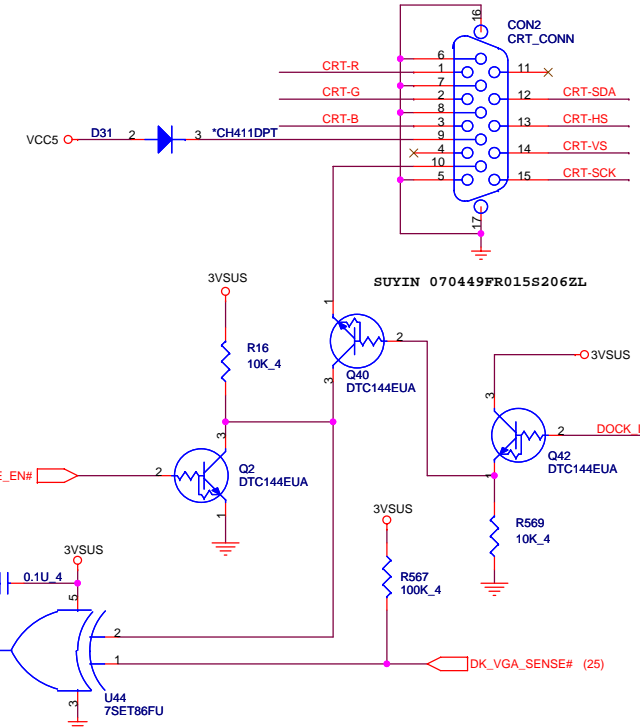 16
CON2
CRT_CONN
6
CRT-R 1 11
7
CRT-G 2 12 CRT-SDA
8
CRT-B 3 13 CRT-HS
VCC5 D31 2 3 *CH411DPT 9
4 14 CRT-VS
10
5 15 CRT-SCK
17
SUYIN 070449FR015S206ZL
3VSUS
1
R16
10K_4
2
3VSUS
Q40
DTC144EUA
3
3
2 DOCK_
Q42
DTC144EUA
1
3
Q2
DTC144EUA
E_EN# 2
1
3VSUS
R569
10K_4
3VSUS
R567
100K_4
0.1U_4
5
2
1
DK_VGA_SENSE# (25)
U44
7SET86FU
3